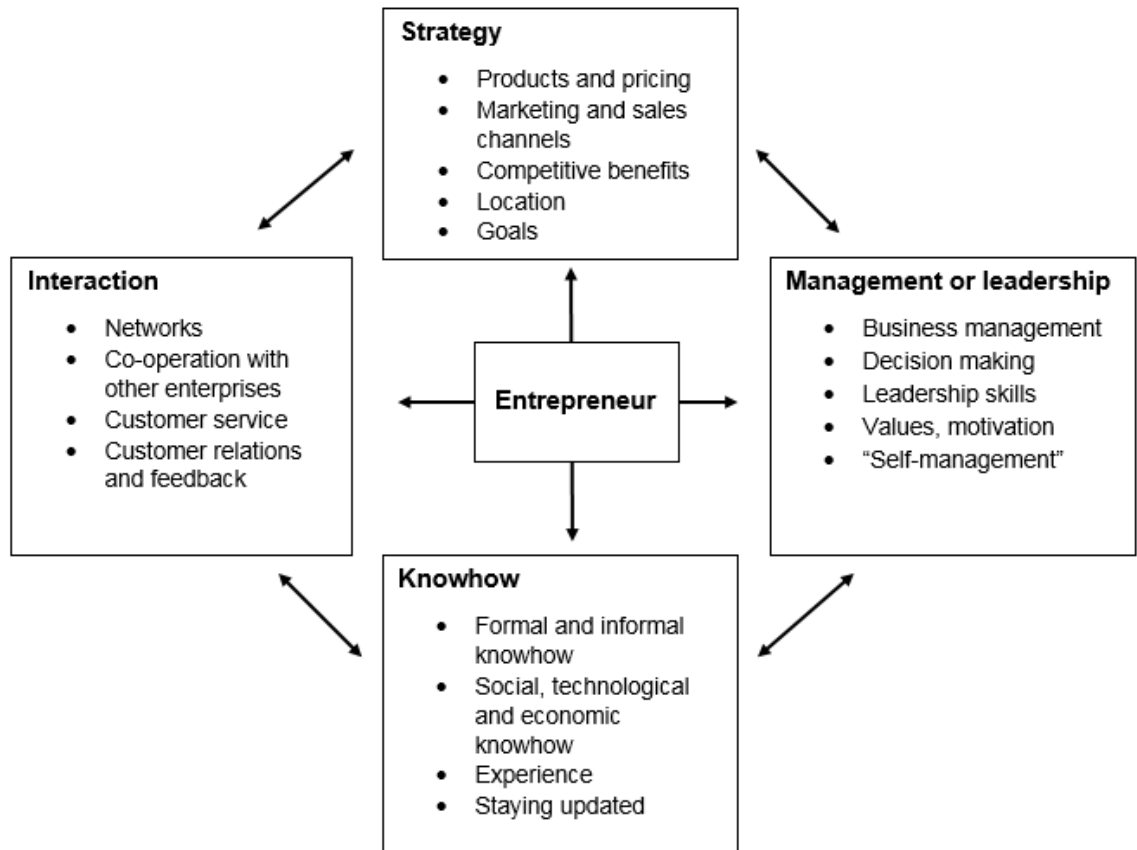 Strategy
• Products and pricing
• Marketing and sales
channels
• Competitive benefits
• Location
• Goals
Interaction
• Networks
• Co-operation with
other enterprises
• Customer service
• Customer relations
and feedback
Entrepreneur
Management or leadership
• Business management
• Decision making
• Leadership skills
• Values, motivation
• “Self-management”
Knowhow
• Formal and informal
knowhow
• Social, technological
and economic
knowhow
• Experience
• Staying updated